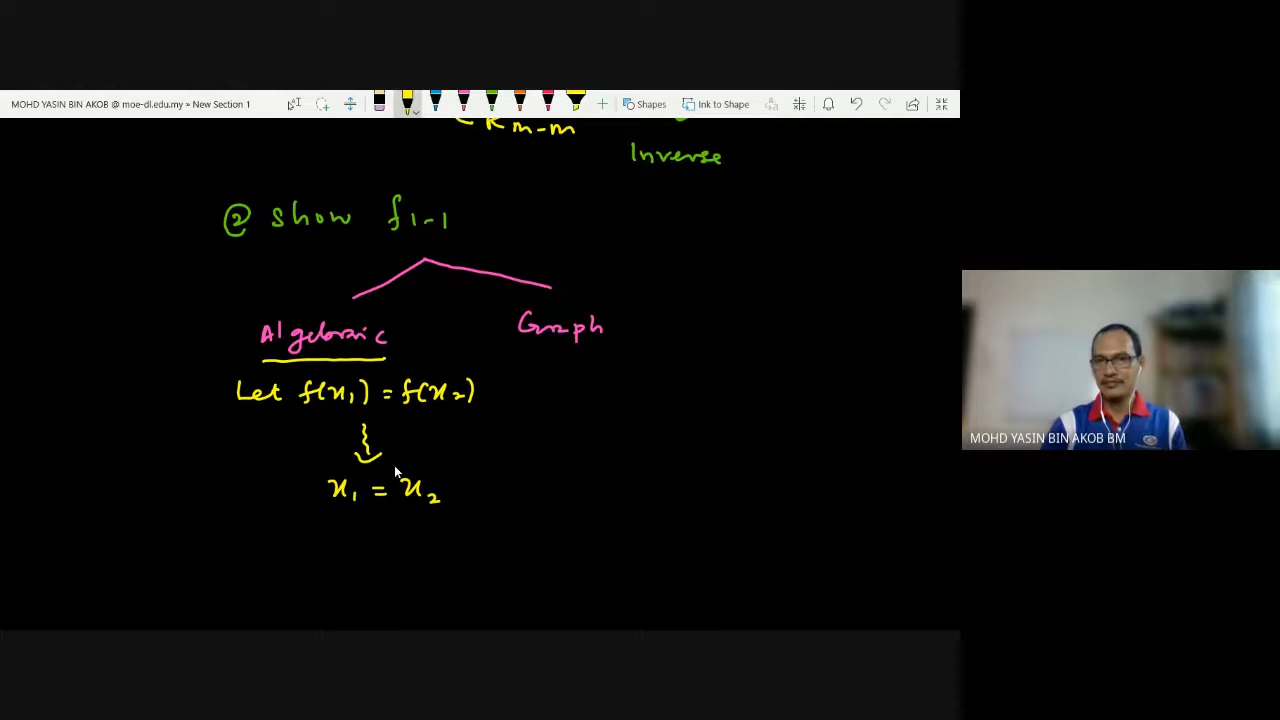 MOHD YASIN BIN AKOB @ moe-dl.edu.my » New Section 1
Shapes
Ink to Shape
Inverse
② show f 1-1
Algebraic
Graph
Let f(x₁) = f(x₂)
x₁ = x₂
MOHD YASIN BIN AKOB BM